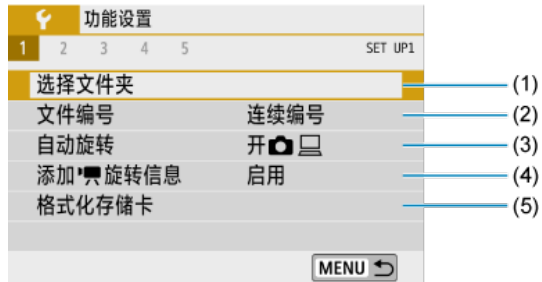 功能设置
1 2 3 4 5 SET UP1
选择文件夹 (1)
文件编号 连续编号 (2)
自动旋转 开 (3)
添加旋转信息 启用 (4)
格式化存储卡 (5)
MENU